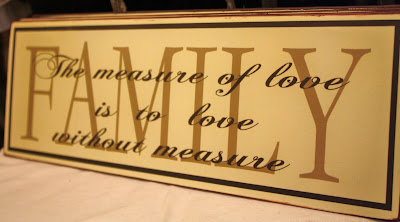 FAMILY
The measure of love
is to love
without measure